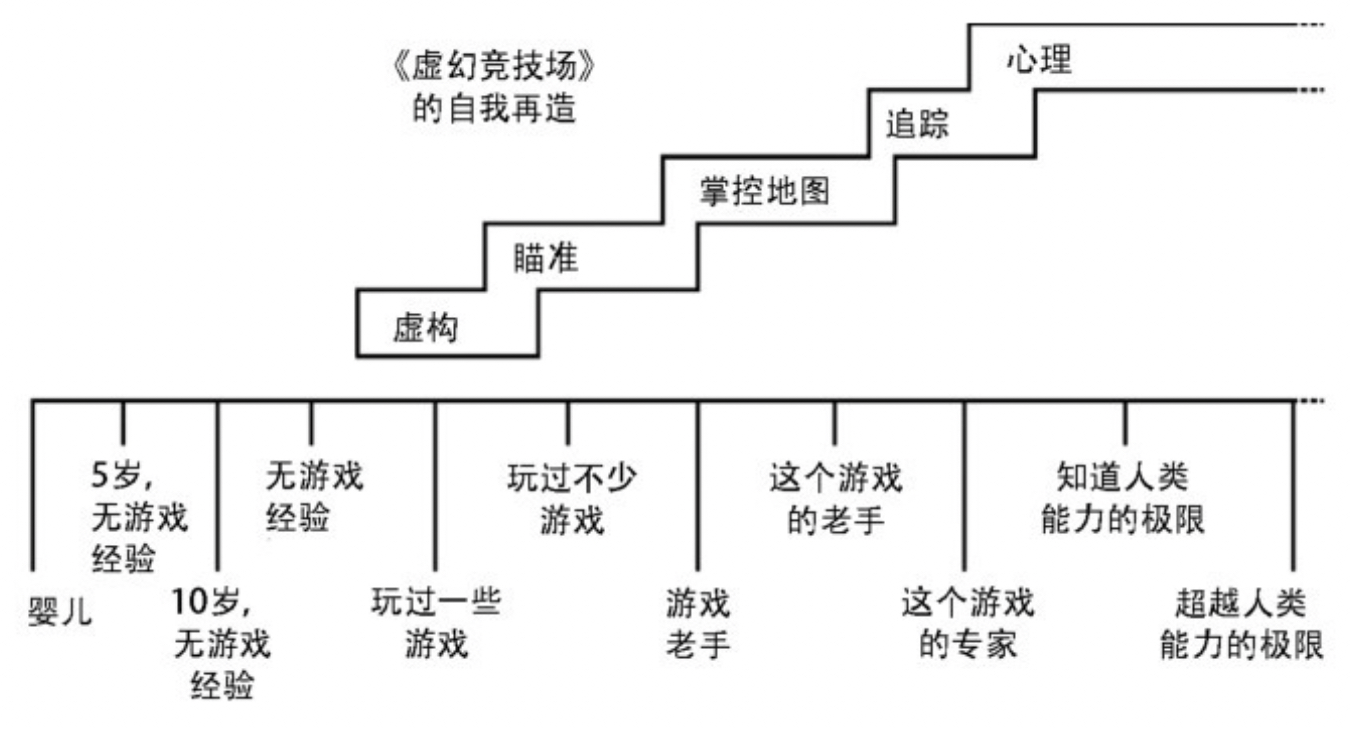 《虚幻竞技场》
的自我再造
心理
追踪
掌控地图
瞄准
虚构
婴儿
5岁,
无游戏
经验
10岁,
无游戏
经验
无游戏
经验
玩过一些
游戏
玩过不少
游戏
游戏
老手
这个游戏
的老手
这个游戏
的专家
知道人类
能力的极限
超越人类
能力的极限